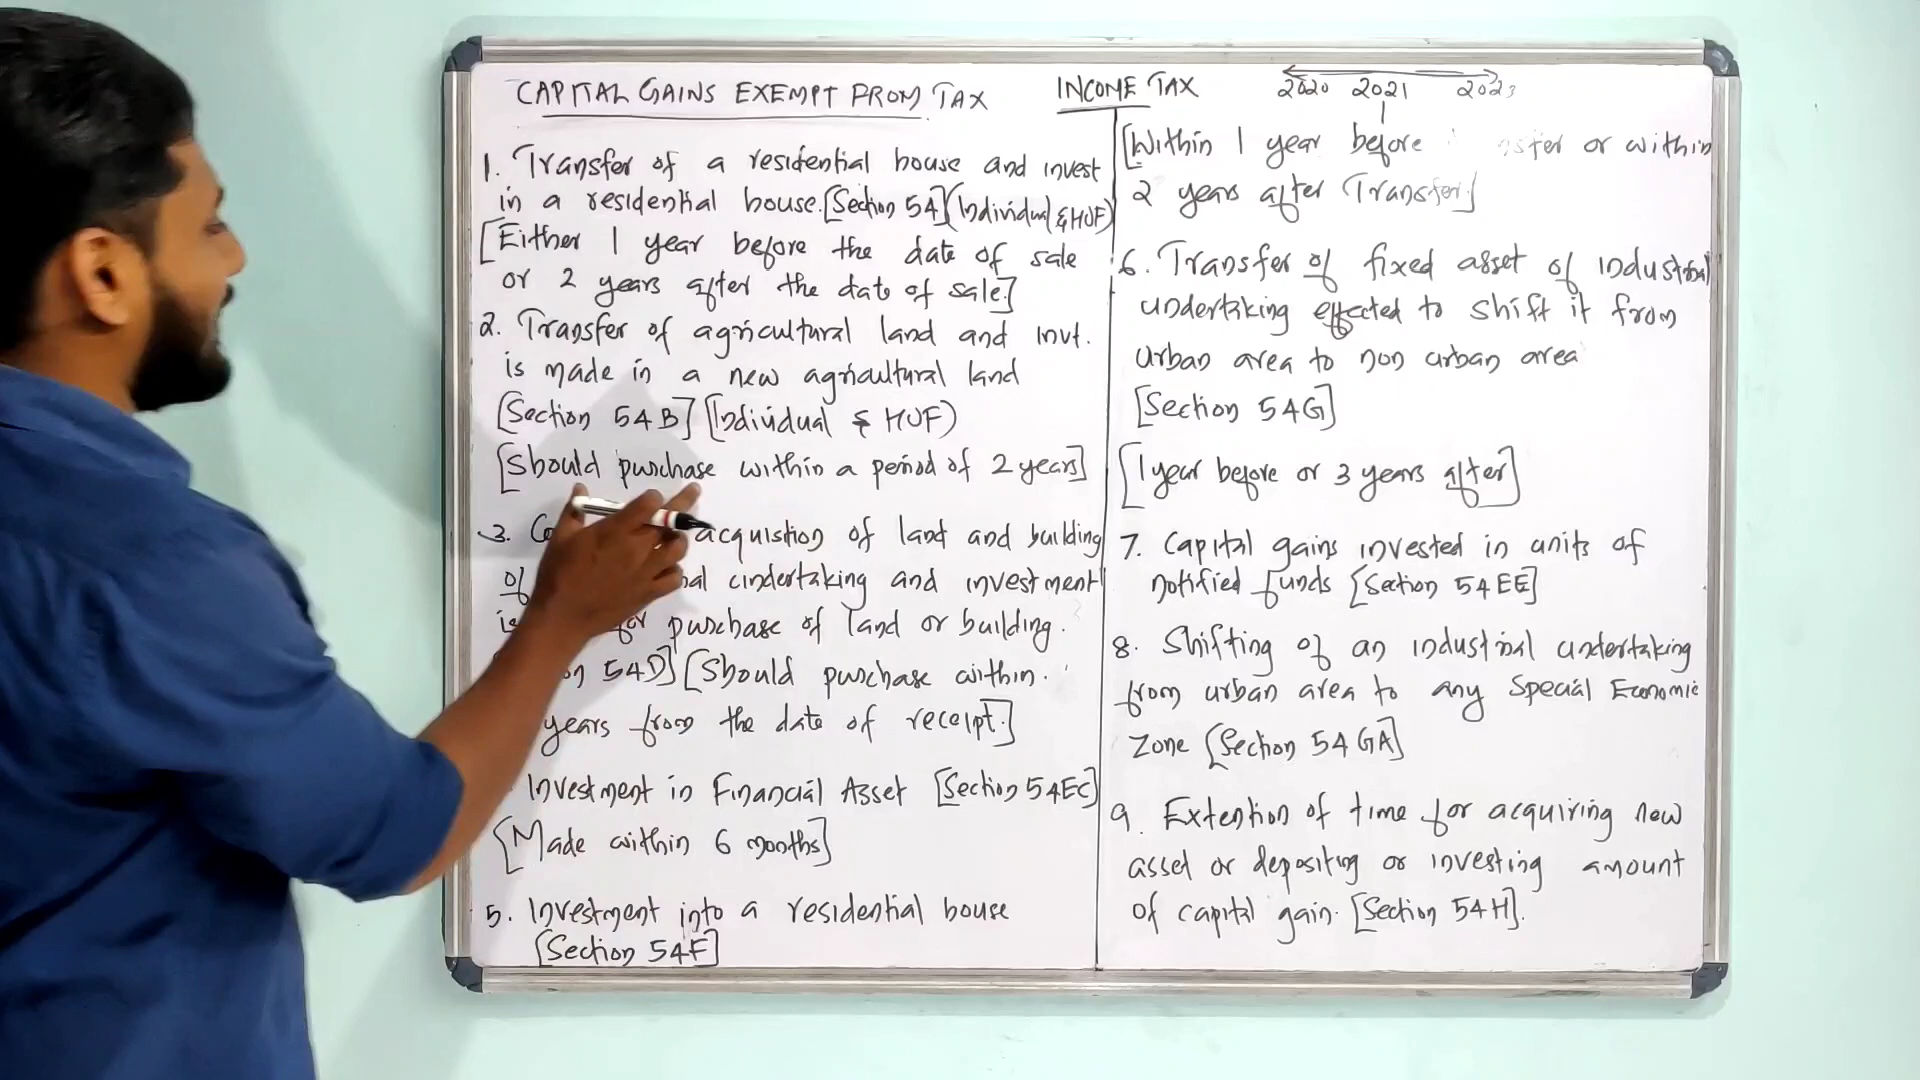 CAPITAL GAINS EXEMPT FROM TAX
INCOME TAX
2020 2021 2023
1. Transfer of a residential house and invest
in a residential house.[Section 54](Individual & HUF)
[Either 1 year before the date of sale
or 2 years after the date of sale.]
2. Transfer of agricultural land and invt.
is made in a new agricultural land
[Section 54B] [Individual & HUF)
[Should purchase within a period of 2 years]
3. acquistion of land and building
of undertaking and investment
for purchase of land or building.
54D] [Should purchase within
years from the date of receipt.]
Investment in Financial Asset [Section 54EC]
[Made within 6 months]
5. Investment into a residential house
[Section 54F]
[Within 1 year before or within
2 years after Transfer.]
6. Transfer of fixed asset of industrial
undertaking effected to shift it from
urban area to non urban area
[Section 54G]
[1 year before or 3 years after]
7. Capital gains invested in units of
notified funds [Section 54EE]
8. Shifting of an industrial undertaking
from urban area to any Special Economic
Zone [Section 54GA]
9. Extention of time for acquiring new
asset or depositing or investing amount
of capital gain. [Section 54H].